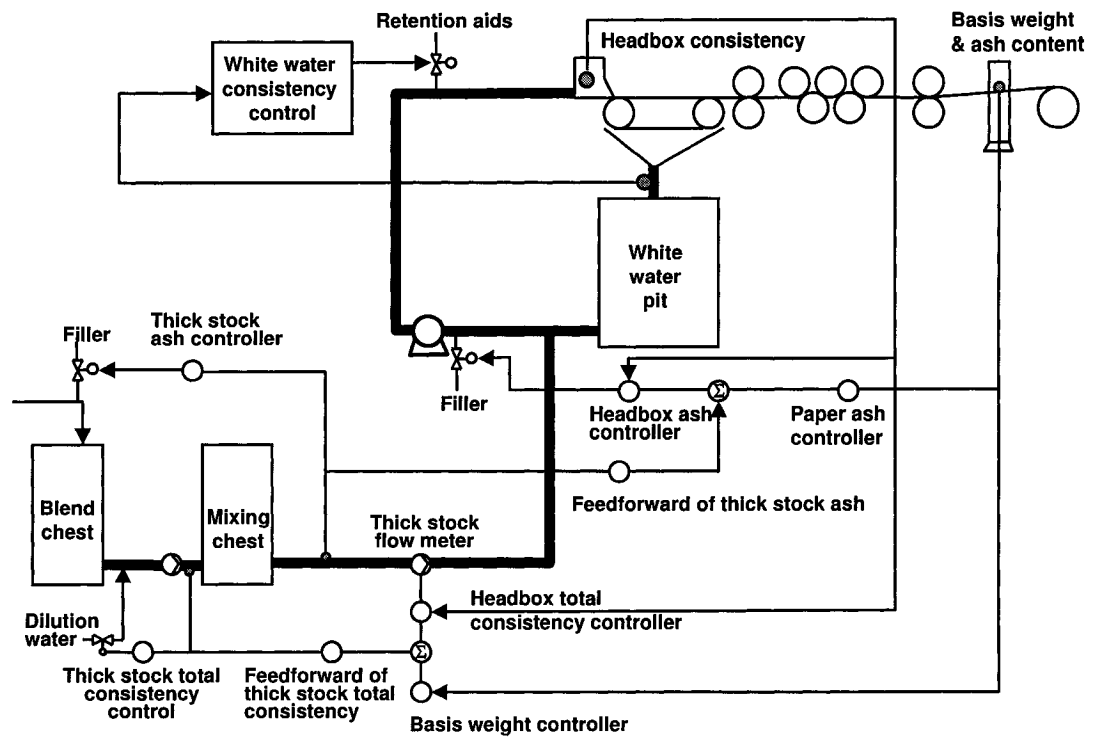 Retention aids
Basis weight
& ash content
Headbox consistency
White water
consistency
control
White
water
pit
Thick stock
ash controller
Filler
Filler
Headbox ash
controller
Σ
Paper ash
controller
Feedforward of thick stock ash
Blend
chest
Mixing
chest
Thick stock
flow meter
Headbox total
consistency controller
Dilution
water
Σ
Thick stock total
consistency
control
Feedforward of
thick stock total
consistency
Basis weight controller